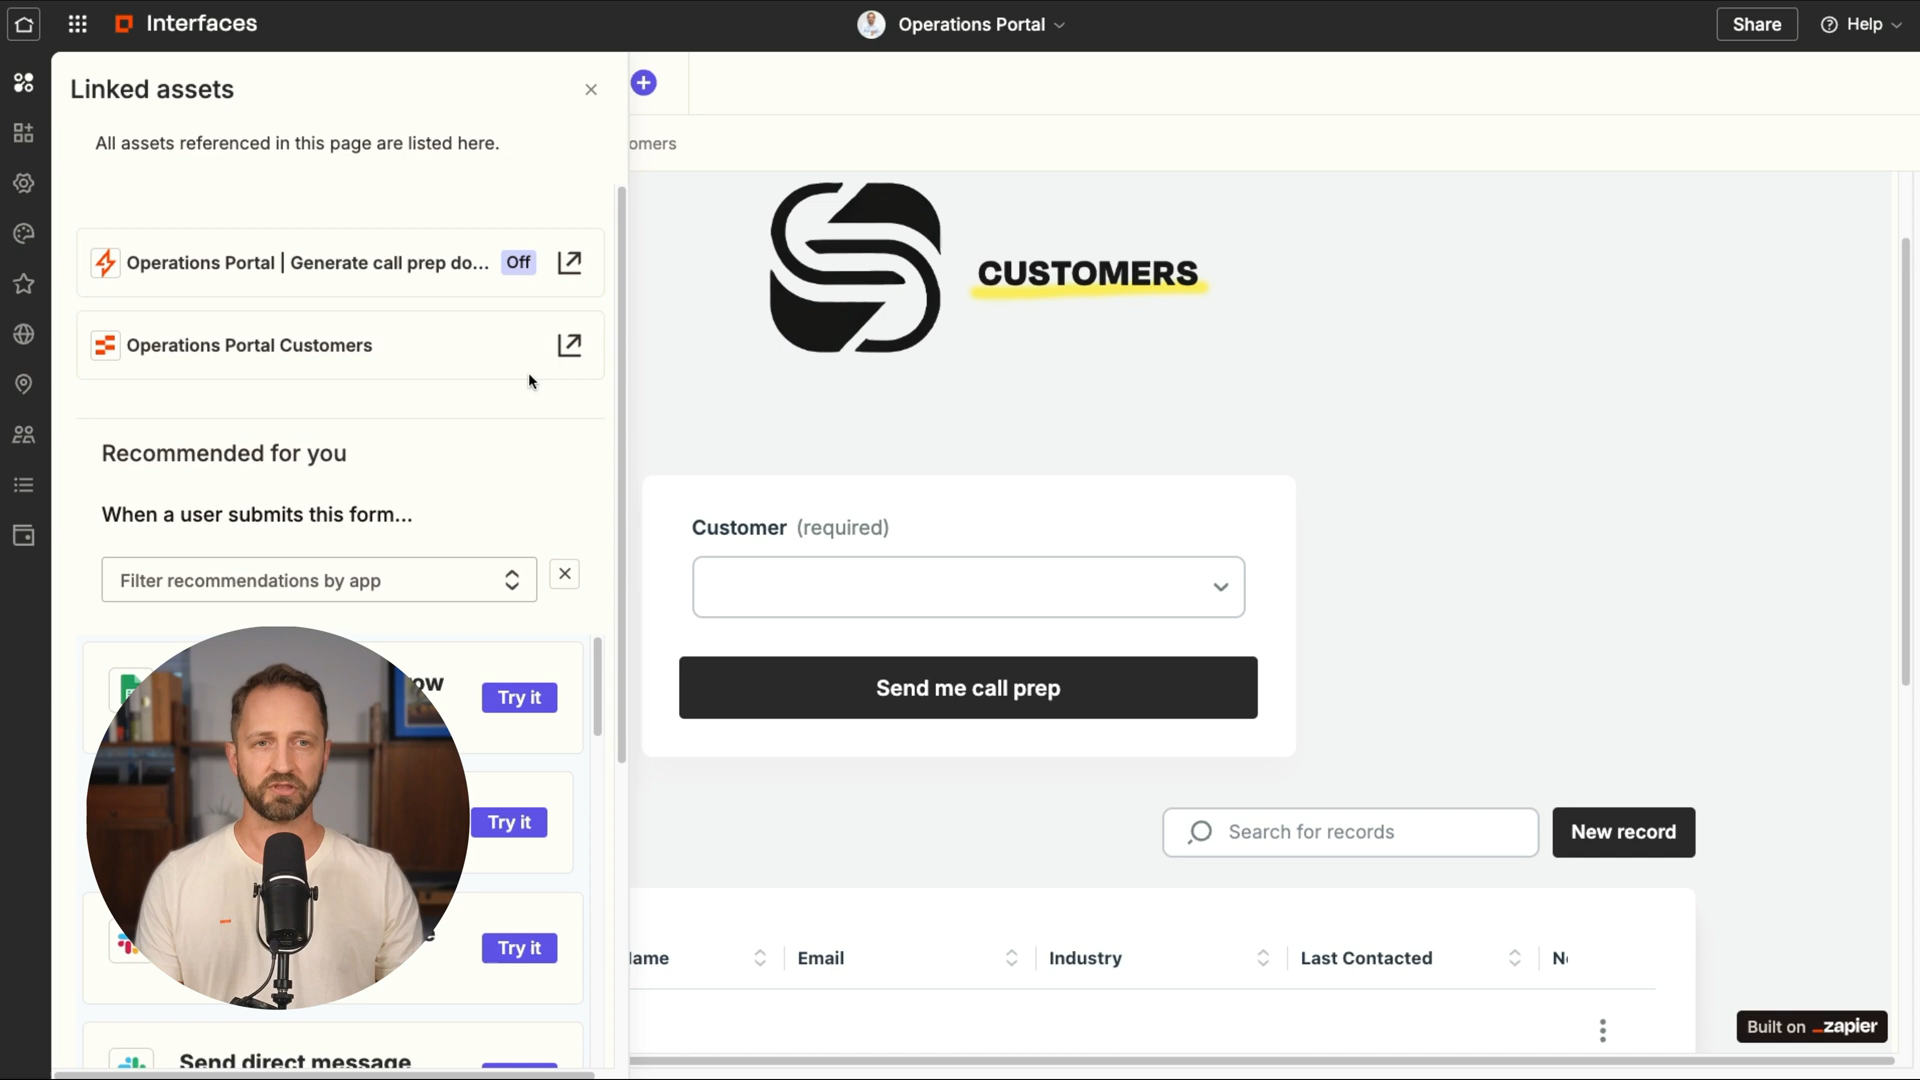 Interfaces
Operations Portal
Share
Help
Linked assets
All assets referenced in this page are listed here.
Operations Portal | Generate call prep do...
Off
Operations Portal Customers
Recommended for you
When a user submits this form...
Filter recommendations by app
Try it
Try it
Try it
Send direct message
omers
CUSTOMERS
Customer (required)
Send me call prep
Search for records
New record
ame
Email
Industry
Last Contacted
Built on zapier